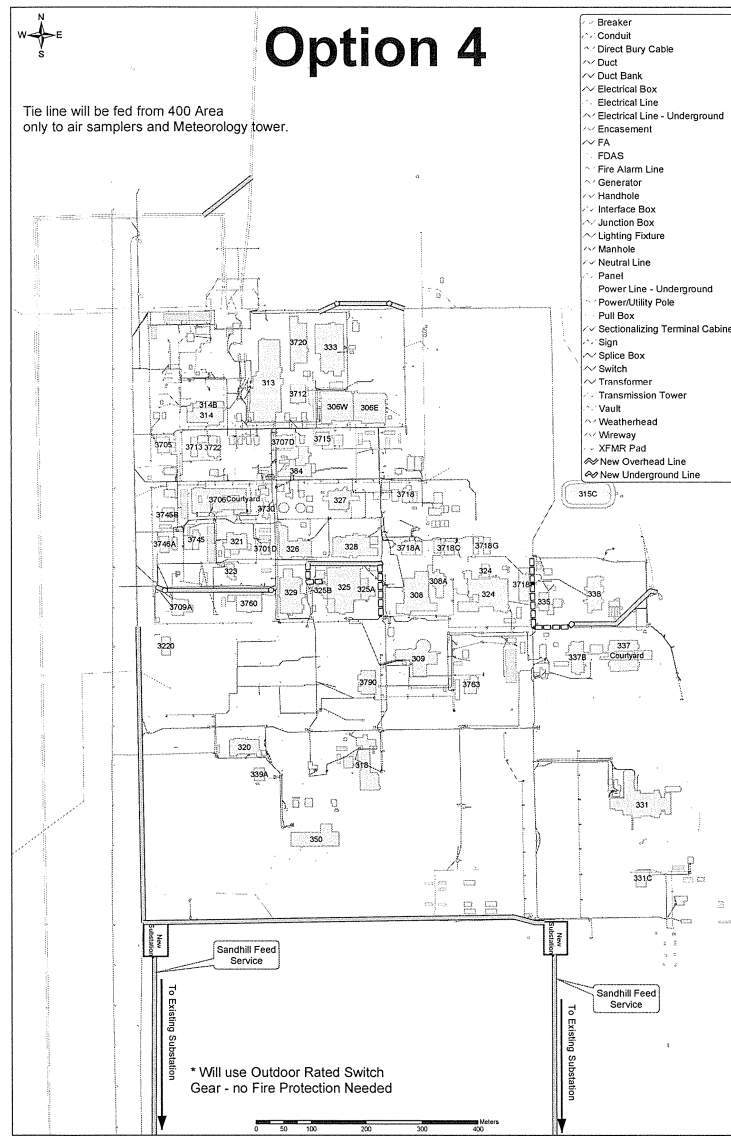 N
W E
S
Option 4
Tie line will be fed from 400 Area
only to air samplers and Meteorology tower.
Breaker
Conduit
Direct Bury Cable
Duct
Duct Bank
Electrical Box
Electrical Line
Electrical Line - Underground
Encasement
FA
FDAS
Fire Alarm Line
Generator
Handhole
Interface Box
Junction Box
Lighting Fixture
Manhole
Neutral Line
Panel
Power Line - Underground
Power/Utility Pole
Pull Box
Sectionalizing Terminal Cabine
Sign
Splice Box
Switch
Transformer
Transmission Tower
Vault
Weatherhead
Wireway
XFMR Pad
New Overhead Line
New Underground Line
3720
333
313
3712
314B
314
306W
306E
3705
3713
3722
3707D
3715
384
3706
Courtyard
3730
327
3718
315C
3745B
3746A
3745
321
3701D
326
328
3718A
3718C
3718G
323
324
324
3718
329
325B
325
325A
308
308A
335
338
3709A
3760
3220
309
337B
337
Courtyard
3790
3763
320
339A
318
331
350
331C
New
Substation
New
Substation
Sandhill Feed
Service
Sandhill Feed
Service
To Existing Substation
To Existing Substation
* Will use Outdoor Rated Switch
Gear - no Fire Protection Needed
Meters
0 50 100 200 300 400